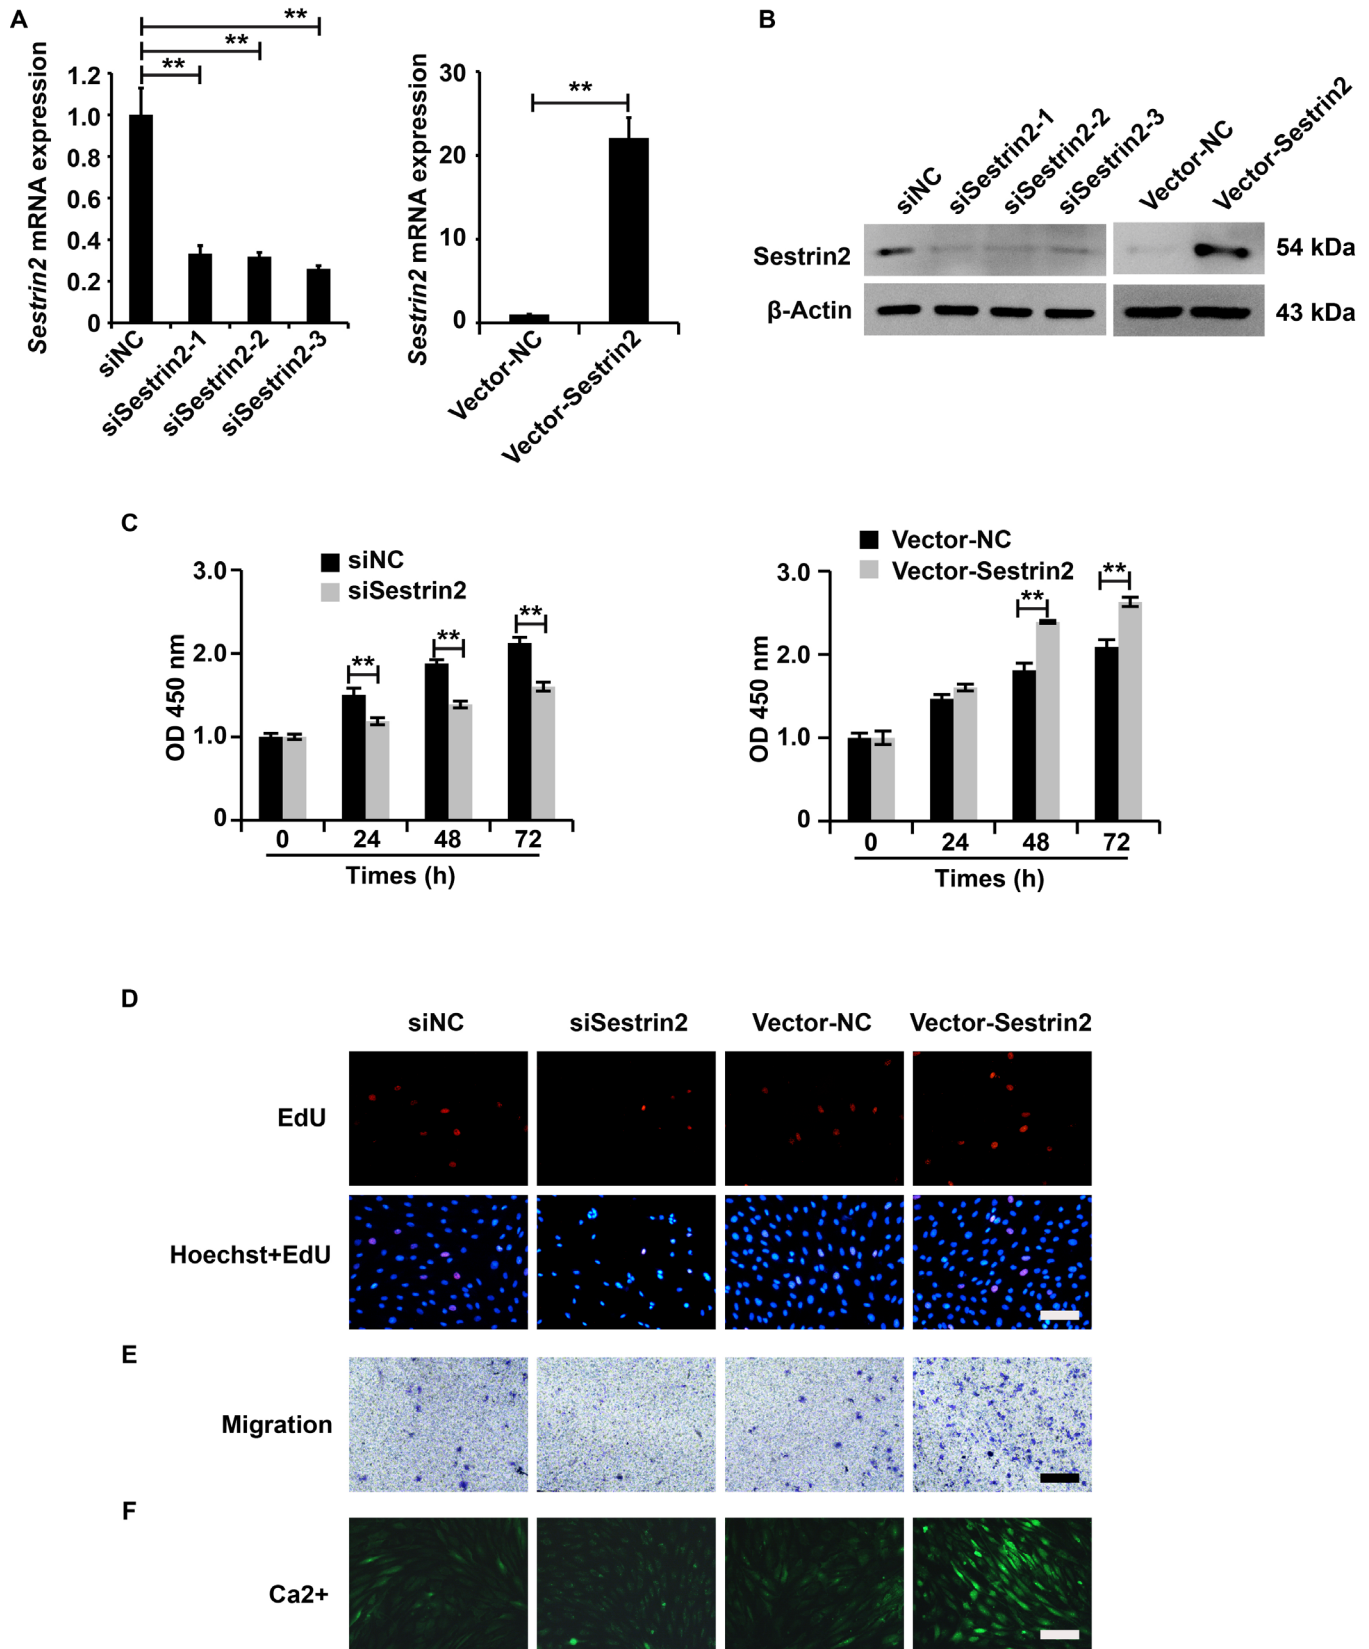 A
**
**
**
Sestrin2 mRNA expression
1.2
1.0
0.8
0.6
0.4
0.2
0
siNC
siSestrin2-1
siSestrin2-2
siSestrin2-3
Sestrin2 mRNA expression
30
20
10
0
**
Vector-NC
Vector-Sestrin2
B
siNC
siSestrin2-1
siSestrin2-2
siSestrin2-3
Vector-NC
Vector-Sestrin2
Sestrin2
54 kDa
β-Actin
43 kDa
C
siNC
siSestrin2
OD 450 nm
3.0
2.0
1.0
0
**
**
**
0 24 48 72
Times (h)
Vector-NC
Vector-Sestrin2
OD 450 nm
3.0
2.0
1.0
0
**
**
0 24 48 72
Times (h)
D
siNC siSestrin2 Vector-NC Vector-Sestrin2
EdU
Hoechst+EdU
E
Migration
F
Ca2+